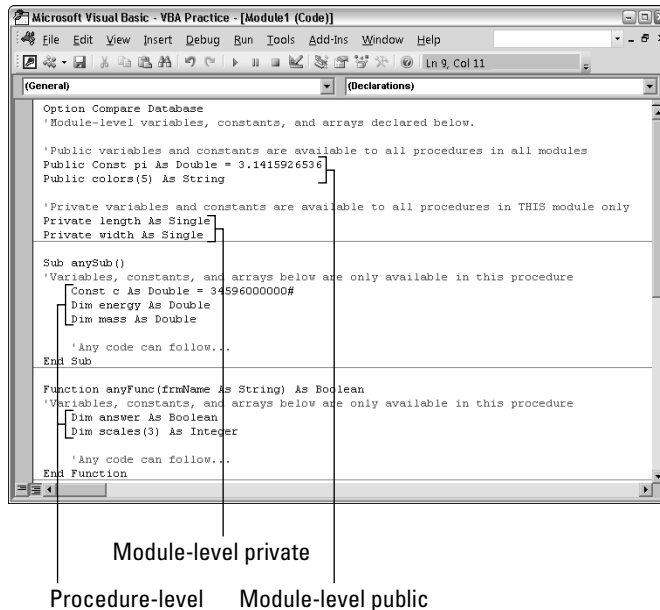 Microsoft Visual Basic - VBA Practice - [Module1 (Code)]
File Edit View Insert Debug Run Tools Add-Ins Window Help
Ln 9, Col 11
(General) (Declarations)
Option Compare Database
'Module-level variables, constants, and arrays declared below.
'Public variables and constants are available to all procedures in all modules
Public Const pi As Double = 3.1415926536
Public colors(5) As String
'Private variables and constants are available to all procedures in THIS module only
Private length As Single
Private width As Single
Sub anySub()
'Variables, constants, and arrays below are only available in this procedure
Const c As Double = 34596000000#
Dim energy As Double
Dim mass As Double
'Any code can follow...
End Sub
Function anyFunc(frmName As String) As Boolean
'Variables, constants, and arrays below are only available in this procedure
Dim answer As Boolean
Dim scales(3) As Integer
'Any code can follow...
End Function
Module-level private
Procedure-level Module-level public